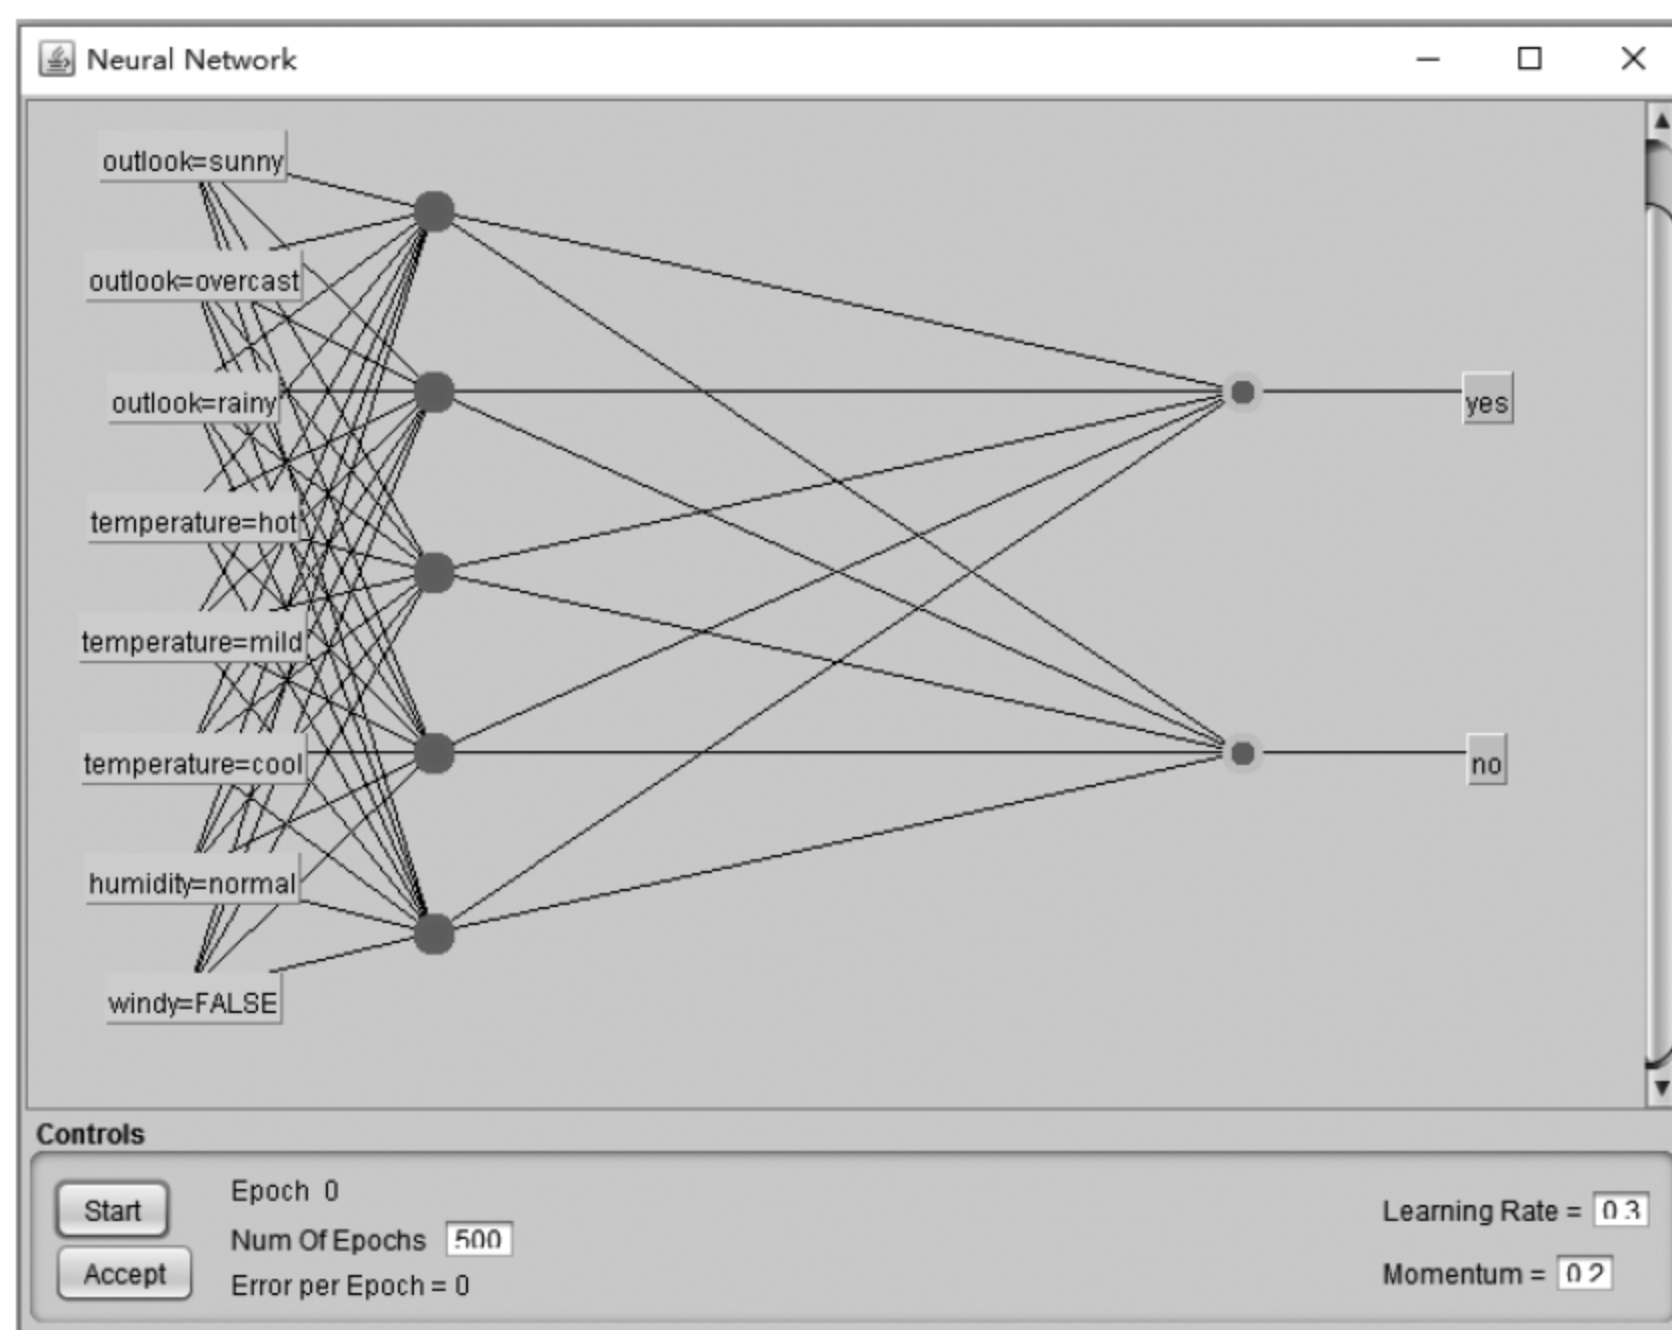 Neural Network
outlook=sunny
outlook=overcast
outlook=rainy
temperature=hot
temperature=mild
temperature=cool
humidity=normal
windy=FALSE
yes
no
Controls
Start
Accept
Epoch 0
Num Of Epochs 500
Error per Epoch = 0
Learning Rate = 0.3
Momentum = 0.2